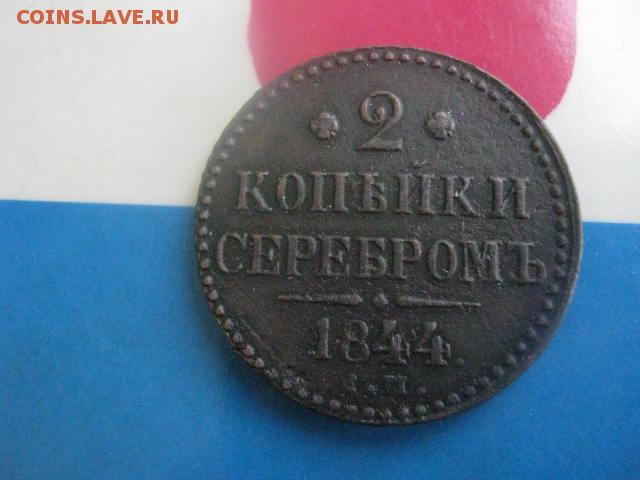 COINS.LAVE.RU
2
КОПѢЙКИ
СЕРЕБРОМЪ
1844.